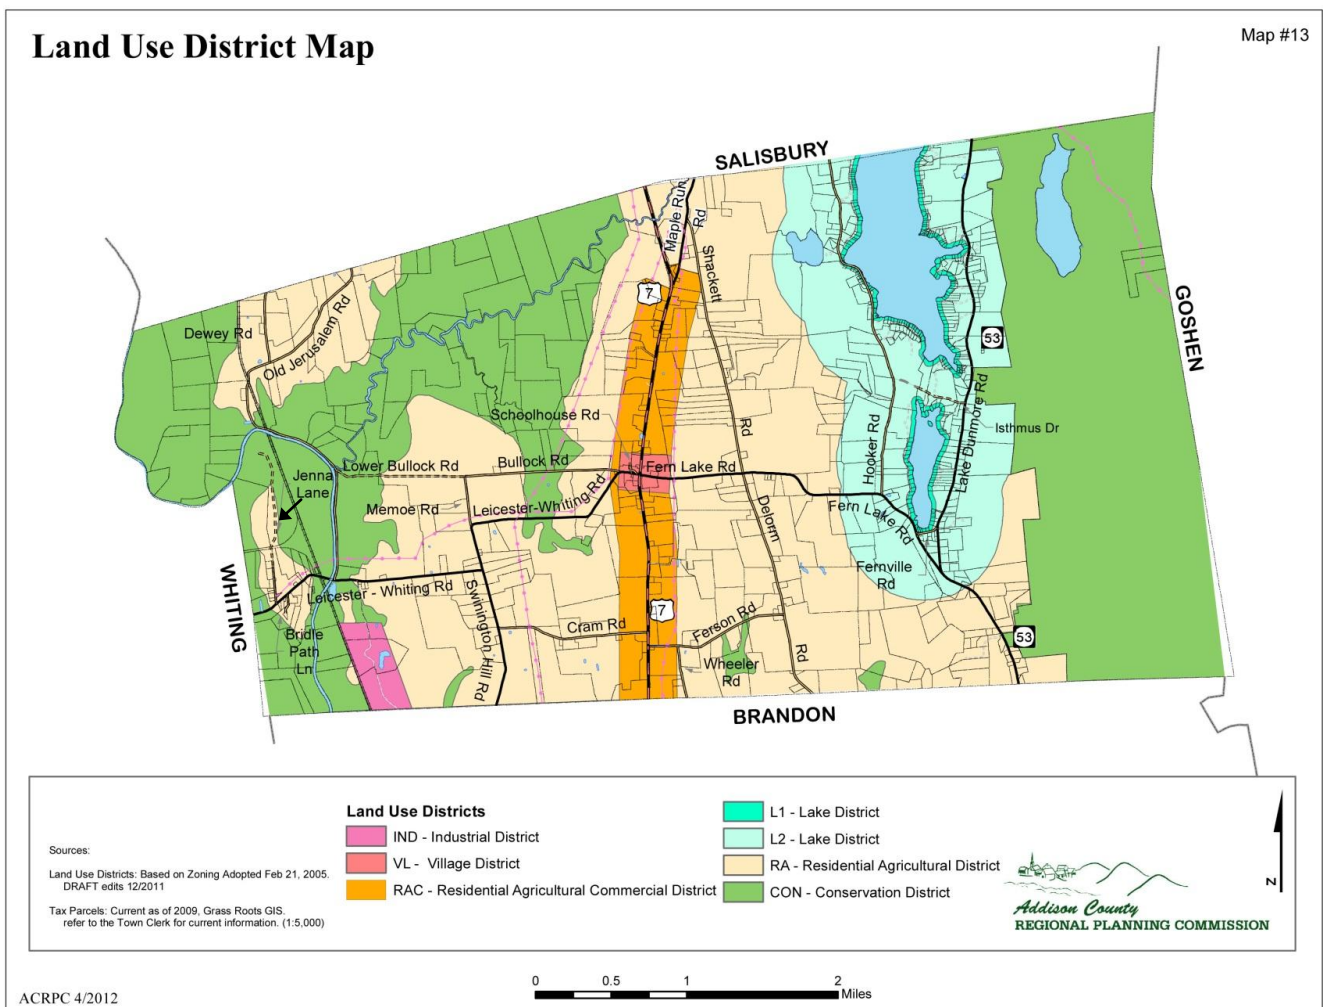 Land Use District Map
Map #13
SALISBURY
Maple Run
Rd
Shackett
7
GOSHEN
Dewey Rd
Old Jerusalem Rd
53
Schoolhouse Rd
Lake Dunmore Rd
Isthmus Dr
Hooker Rd
Rd
Lower Bullock Rd
Bullock Rd
Fern Lake Rd
Jenna
Lane
Memoe Rd
Leicester-Whiting Rd
Delorm
Fern Lake Rd
Fernville
Rd
WHITING
Leicester - Whiting Rd
Swinington Hill Rd
7
Cram Rd
Ferson Rd
53
Bridle
Path
Ln
Wheeler
Rd
Rd
BRANDON
Sources:
Land Use Districts: Based on Zoning Adopted Feb 21, 2005.
DRAFT edits 12/2011
Tax Parcels: Current as of 2009, Grass Roots GIS.
refer to the Town Clerk for current information. (1:5,000)
Land Use Districts
IND - Industrial District
VL - Village District
RAC - Residential Agricultural Commercial District
L1 - Lake District
L2 - Lake District
RA - Residential Agricultural District
CON - Conservation District
Addison County
REGIONAL PLANNING COMMISSION
N
0 0.5 1 2
Miles
ACRPC 4/2012